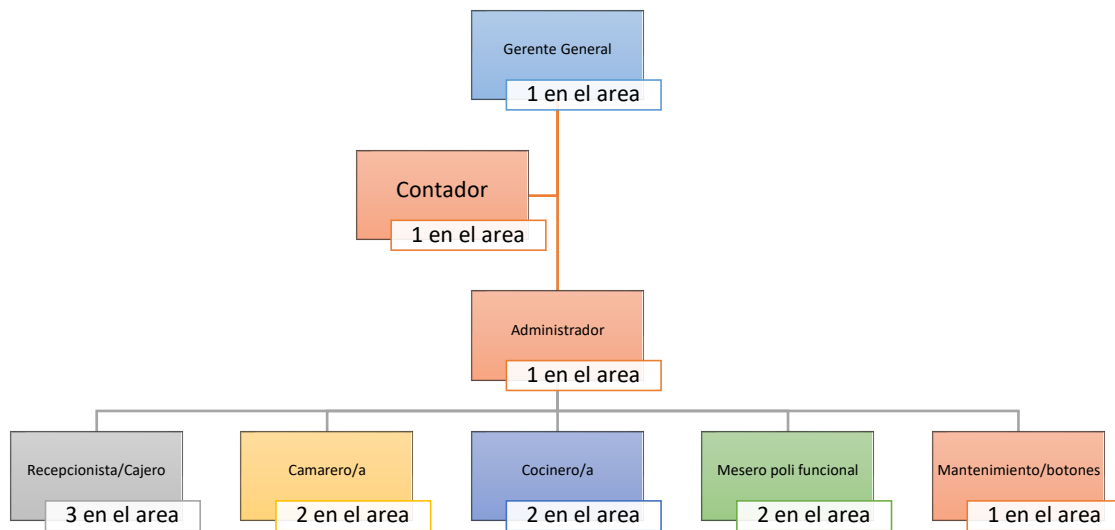 Gerente General
1 en el area
Contador
1 en el area
Administrador
1 en el area
Recepcionista/Cajero
3 en el area
Camarero/a
2 en el area
Cocinero/a
2 en el area
Mesero poli funcional
2 en el area
Mantenimiento/botones
1 en el area